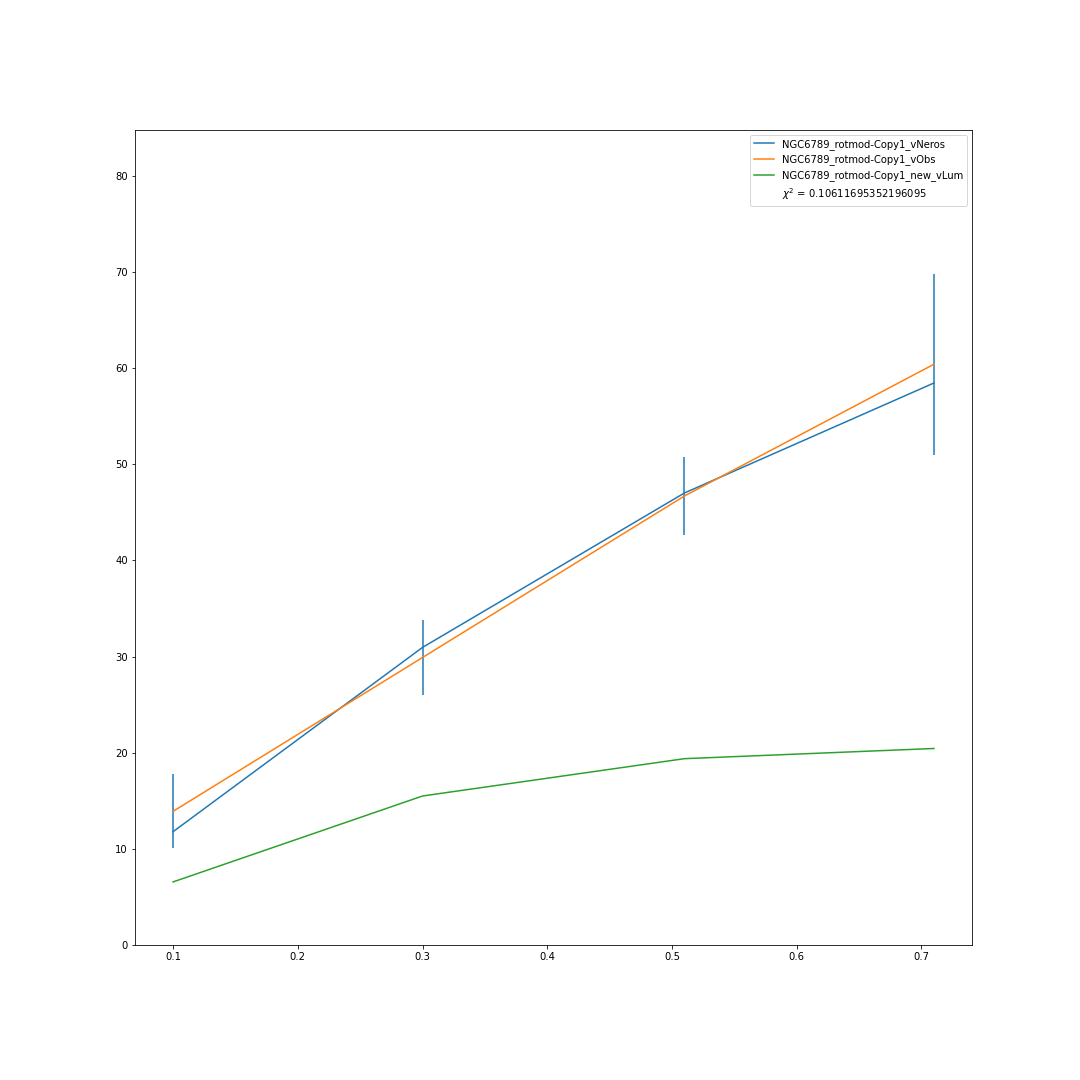 NGC6789_rotmod-Copy1_vNeros
NGC6789_rotmod-Copy1_vObs
NGC6789_rotmod-Copy1_new_vLum
χ² = 0.10611695352196095
80
70
60
50
40
30
20
10
0
0.1 0.2 0.3 0.4 0.5 0.6 0.7